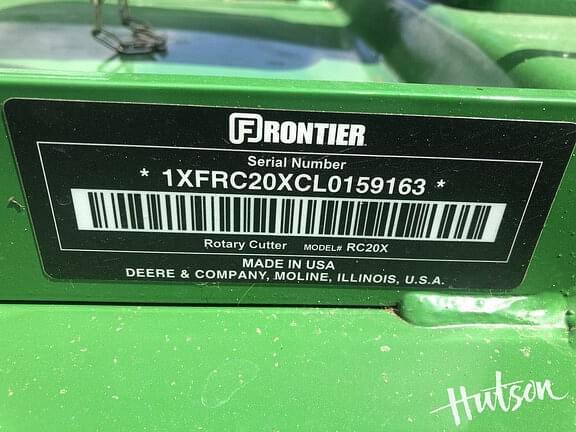 FRONTIER
Serial Number
* 1XFRC20XCL0159163 *
Rotary Cutter MODEL# RC20X
MADE IN USA
DEERE & COMPANY, MOLINE, ILLINOIS, U.S.A.
Hutson